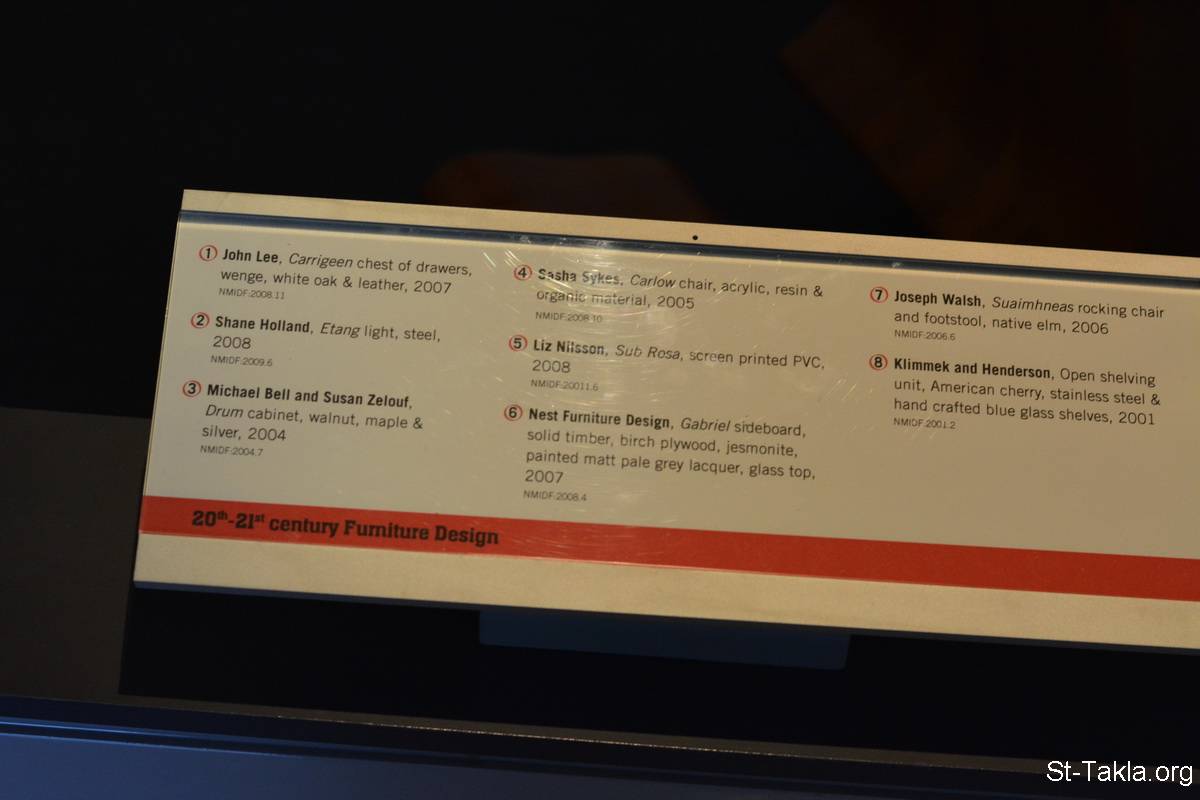 ① John Lee, Carrigeen chest of drawers,
wenge, white oak & leather, 2007
NMIDF:2008.11
② Shane Holland, Etang light, steel,
2008
NMIDF:2009.6
③ Michael Bell and Susan Zelouf,
Drum cabinet, walnut, maple &
silver, 2004
NMIDF:2004.7
④ Sasha Sykes, Carlow chair, acrylic, resin &
organic material, 2005
NMIDF:2008.10
⑤ Liz Nilsson, Sub Rosa, screen printed PVC,
2008
NMIDF:20011.6
⑥ Nest Furniture Design, Gabriel sideboard,
solid timber, birch plywood, jesmonite,
painted matt pale grey lacquer, glass top,
2007
NMIDF:2008.4
⑦ Joseph Walsh, Suaimhneas rocking chair
and footstool, native elm, 2006
NMIDF:2006.6
⑧ Klimmek and Henderson, Open shelving
unit, American cherry, stainless steel &
hand crafted blue glass shelves, 2001
NMIDF:2001.2
20th-21st century Furniture Design
St-Takla.org